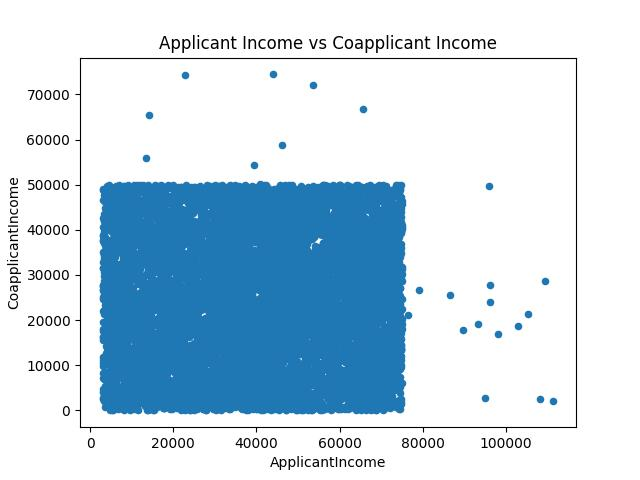 Applicant Income vs Coapplicant Income
70000
60000
50000
40000
30000
20000
10000
0
CoapplicantIncome
0 20000 40000 60000 80000 100000
ApplicantIncome